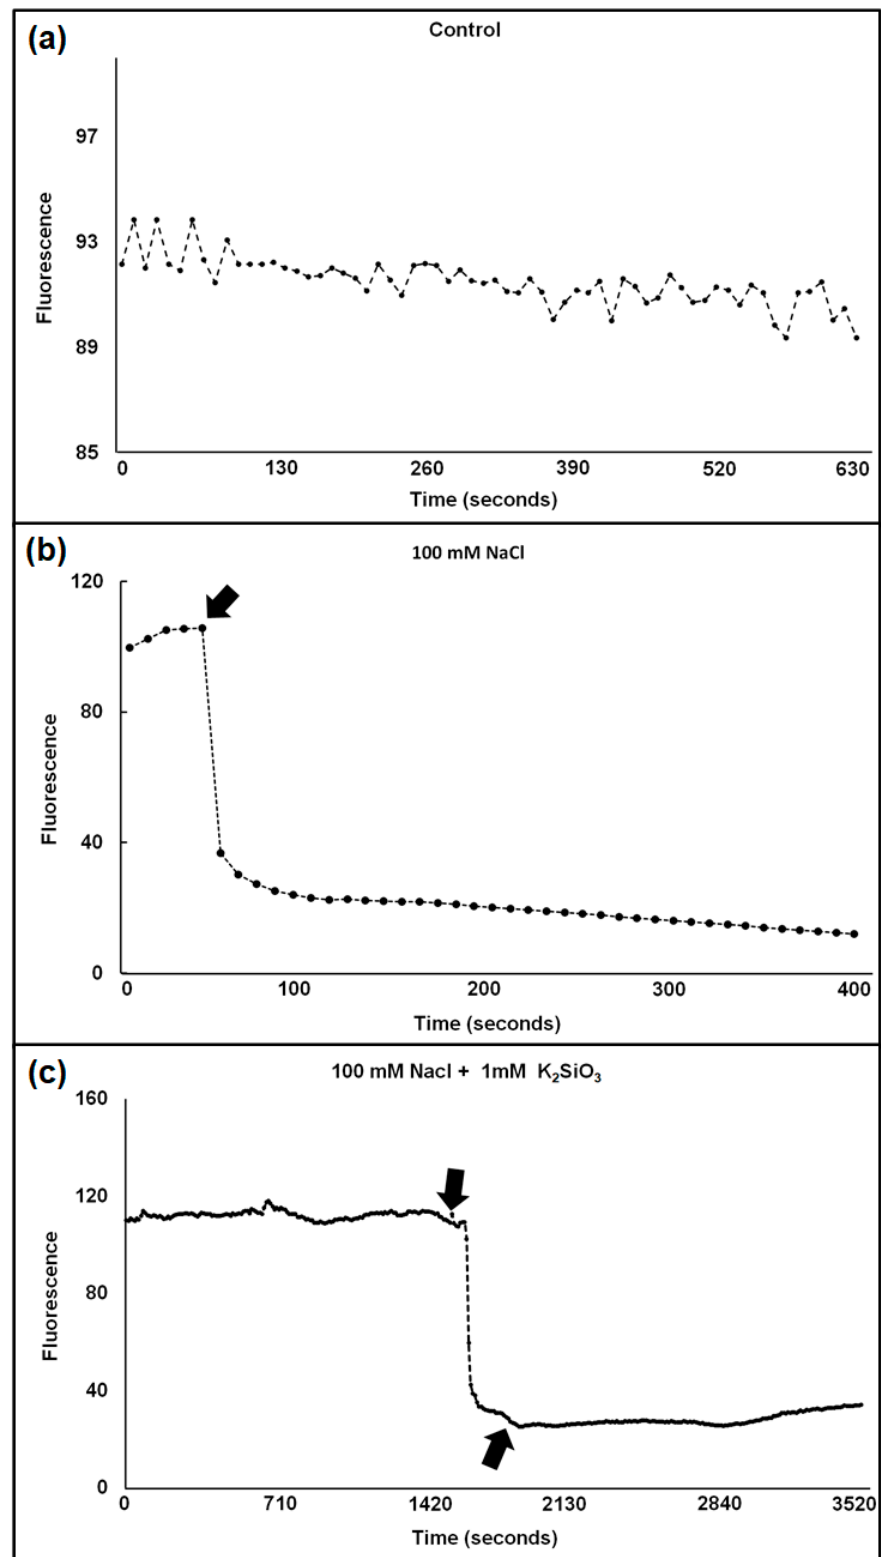 (a)
Control
97
93
89
85
Fluorescence
0 130 260 390 520 630
Time (seconds)
(b)
100 mM NaCl
120
80
40
0
Fluorescence
0 100 200 300 400
Time (seconds)
(c)
100 mM Nacl + 1mM K₂SiO₃
160
120
80
40
0
Fluorescence
0 710 1420 2130 2840 3520
Time (seconds)